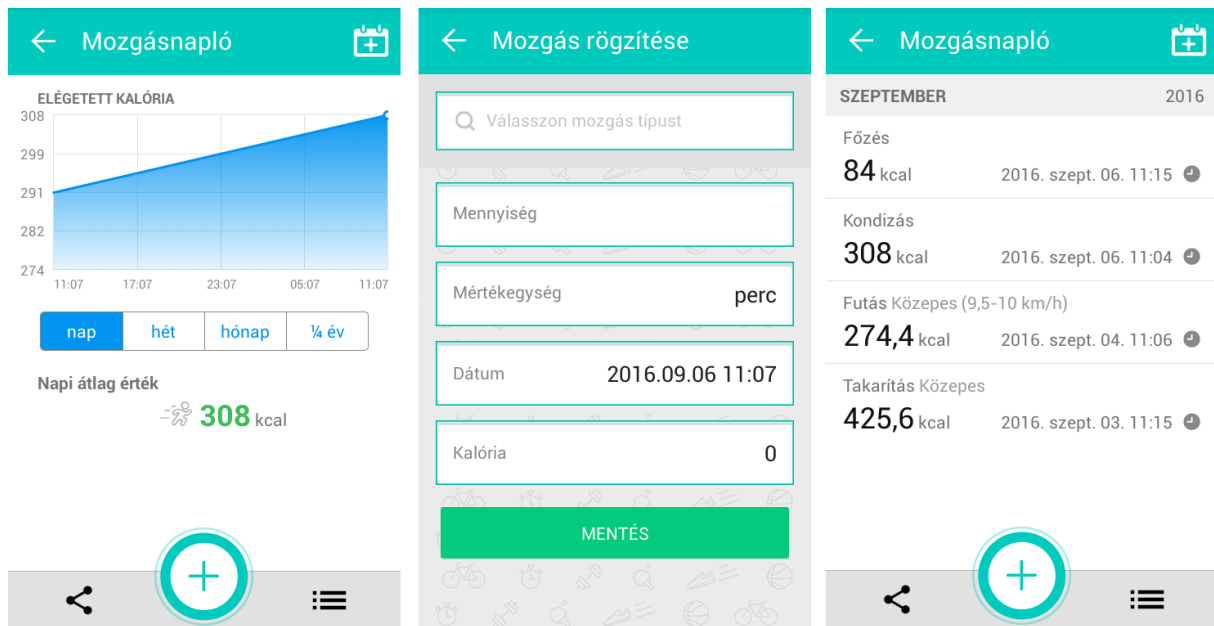 Mozgásnapló
ELÉGETETT KALÓRIA
308
299
291
282
274
11:07 17:07 23:07 05:07 11:07
nap hét hónap ¼ év
Napi átlag érték
308 kcal
Mozgás rögzítése
Válasszon mozgás típust
Mennyiség
Mértékegység perc
Dátum 2016.09.06 11:07
Kalória 0
MENTÉS
Mozgásnapló
SZEPTEMBER 2016
Főzés
84 kcal 2016. szept. 06. 11:15
Kondizás
308 kcal 2016. szept. 06. 11:04
Futás Közepes (9,5-10 km/h)
274,4 kcal 2016. szept. 04. 11:06
Takarítás Közepes
425,6 kcal 2016. szept. 03. 11:15